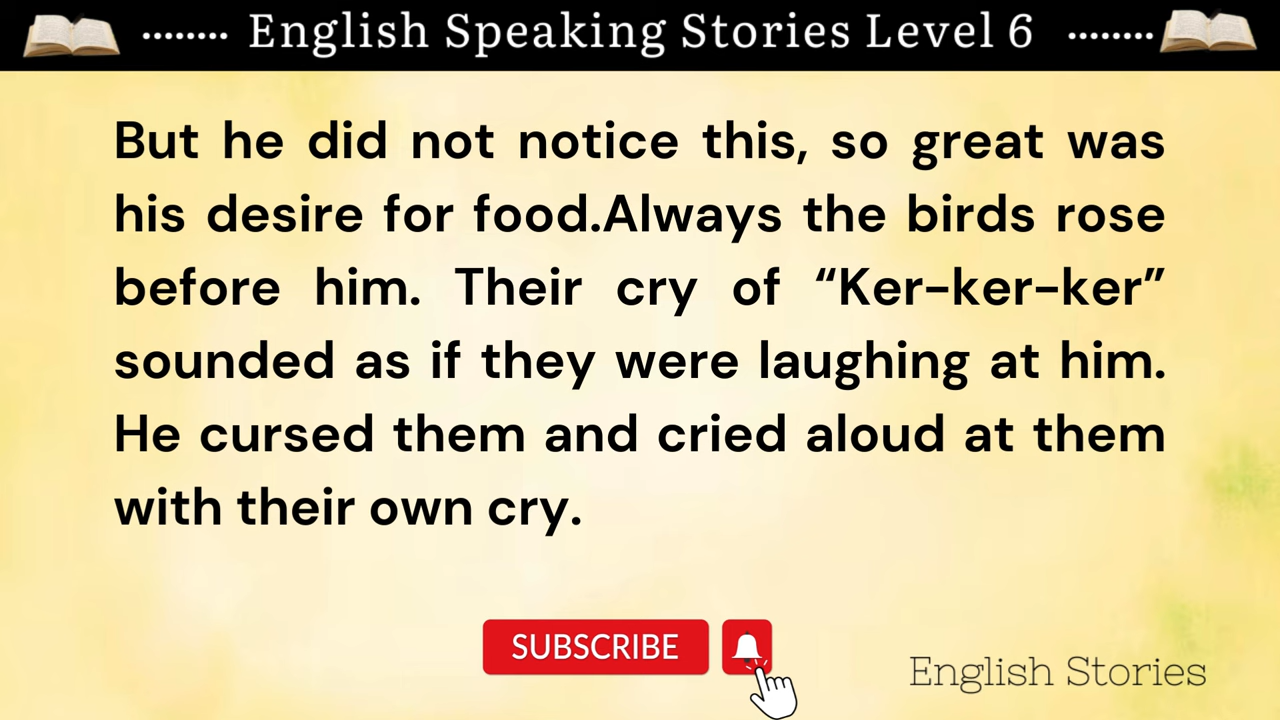 ........ English Speaking Stories Level 6 ........
But he did not notice this, so great was
his desire for food.Always the birds rose
before him. Their cry of “Ker-ker-ker”
sounded as if they were laughing at him.
He cursed them and cried aloud at them
with their own cry.
SUBSCRIBE
English Stories